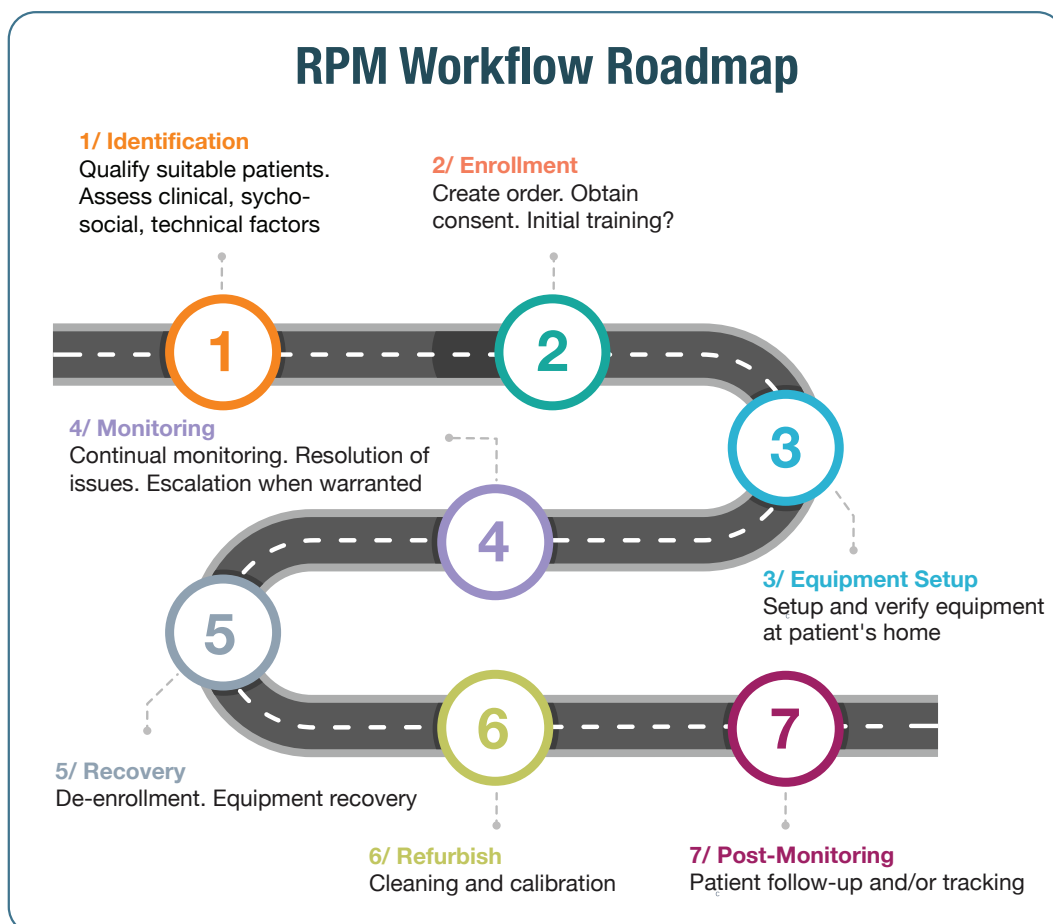 RPM Workflow Roadmap
1/ Identification
Qualify suitable patients.
Assess clinical, sycho-
social, technical factors
2/ Enrollment
Create order. Obtain
consent. Initial training?
1
2
3
3/ Equipment Setup
Setup and verify equipment
at patient's home
4/ Monitoring
Continual monitoring. Resolution of
issues. Escalation when warranted
4
5
5/ Recovery
De-enrollment. Equipment recovery
6
6/ Refurbish
Cleaning and calibration
7
7/ Post-Monitoring
Patient follow-up and/or tracking